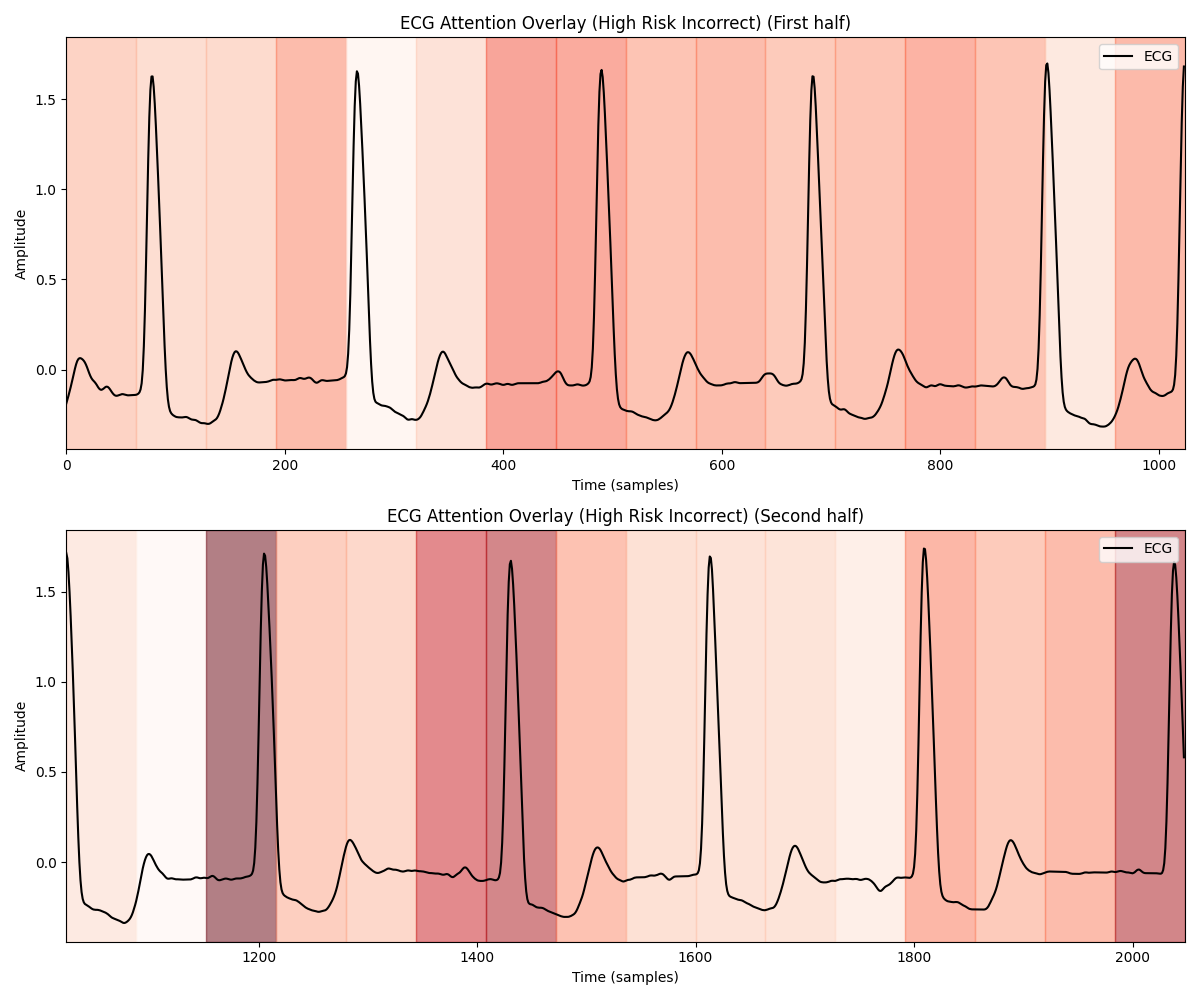 ECG Attention Overlay (High Risk Incorrect) (First half)
ECG
1.5
1.0
0.5
0.0
Amplitude
0 200 400 600 800 1000
Time (samples)
ECG Attention Overlay (High Risk Incorrect) (Second half)
ECG
1.5
1.0
0.5
0.0
Amplitude
1200 1400 1600 1800 2000
Time (samples)